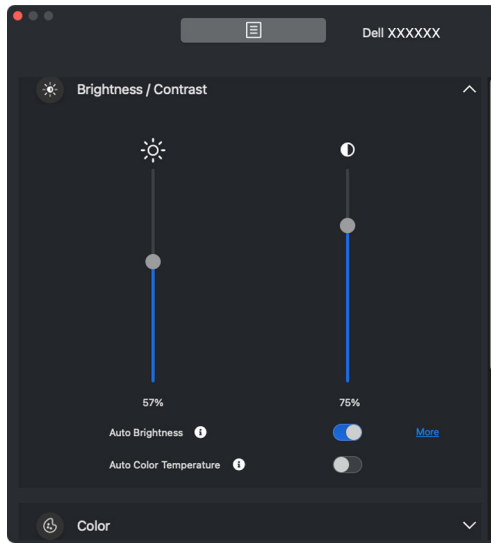 Dell XXXXXX
Brightness / Contrast
57% 75%
Auto Brightness More
Auto Color Temperature
Color